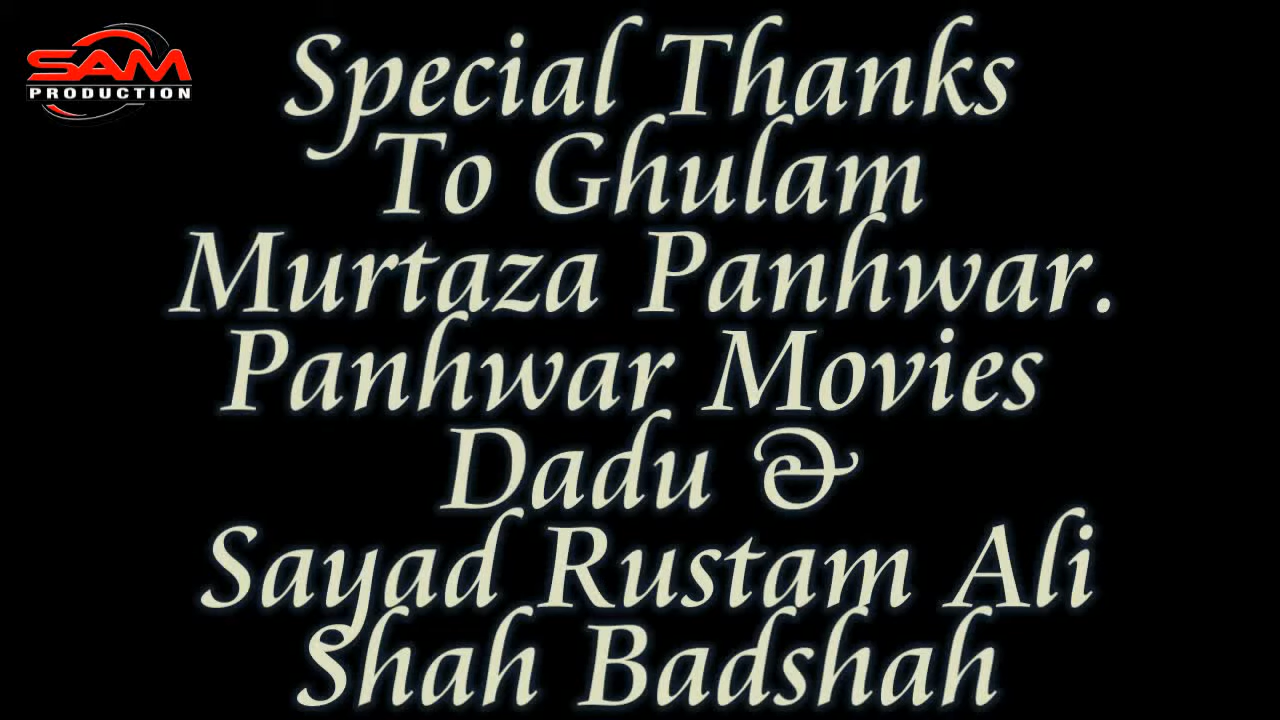 SAM
PRODUCTION
Special Thanks
To Ghulam
Murtaza Panhwar.
Panhwar Movies
Dadu &
Sayad Rustam Ali
Shah Badshah